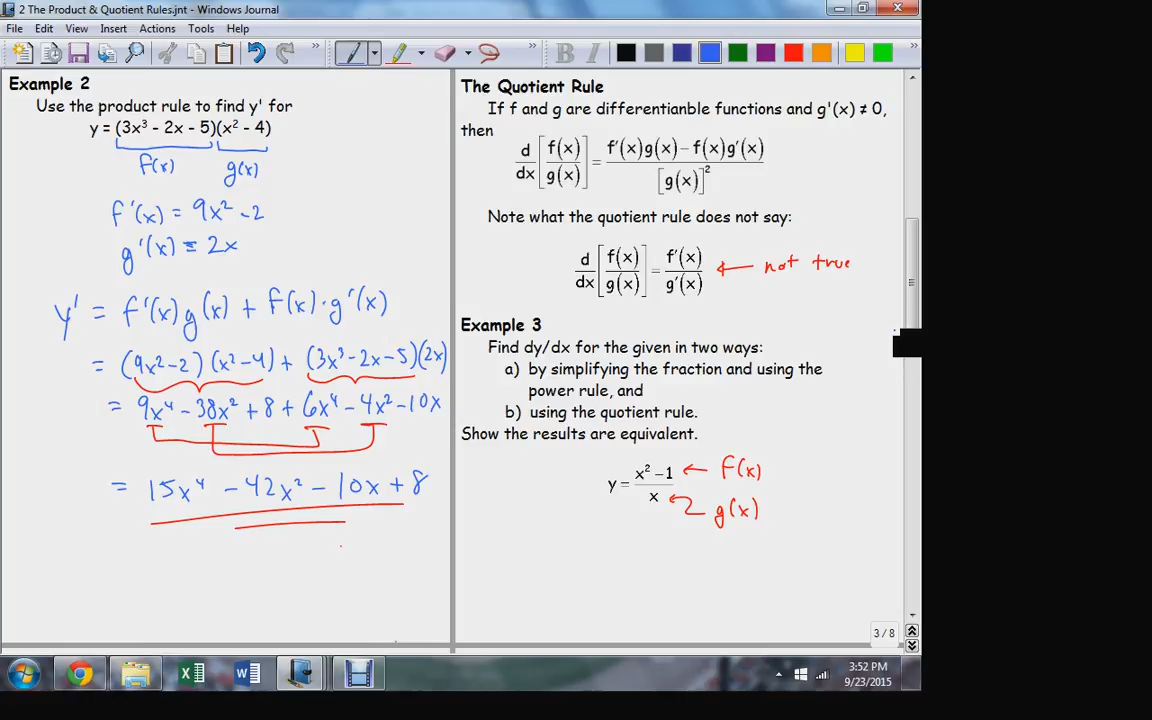 2 The Product & Quotient Rules.jnt - Windows Journal
File Edit View Insert Actions Tools Help
Example 2
Use the product rule to find y' for
y = (3x³ - 2x - 5)(x² - 4)
f(x) g(x)
f'(x) = 9x² - 2
g'(x) = 2x
y' = f'(x)g(x) + f(x)·g'(x)
= (9x²-2)(x²-4) + (3x³-2x-5)(2x)
= 9x⁴ - 38x² + 8 + 6x⁴ - 4x² - 10x
= 15x⁴ - 42x² - 10x + 8
The Quotient Rule
If f and g are differentianble functions and g'(x) ≠ 0,
then
d/dx [f(x)/g(x)] = f'(x)g(x) - f(x)g'(x) / [g(x)]²
Note what the quotient rule does not say:
d/dx [f(x)/g(x)] = f'(x)/g'(x) ← not true
Example 3
Find dy/dx for the given in two ways:
a) by simplifying the fraction and using the
power rule, and
b) using the quotient rule.
Show the results are equivalent.
y = x² - 1 / x ← f(x)
g(x)
3 / 8
3:52 PM
9/23/2015